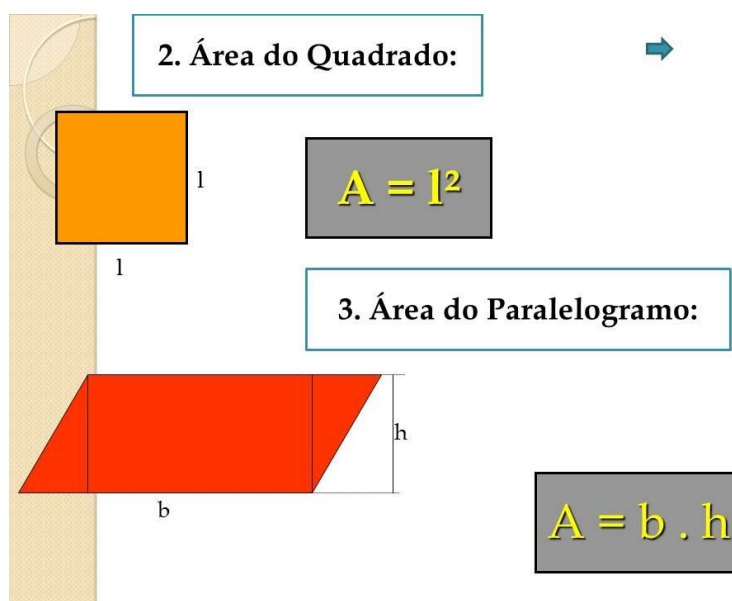 2. Área do Quadrado:
l
A = l²
l
3. Área do Paralelogramo:
h
b
A = b . h